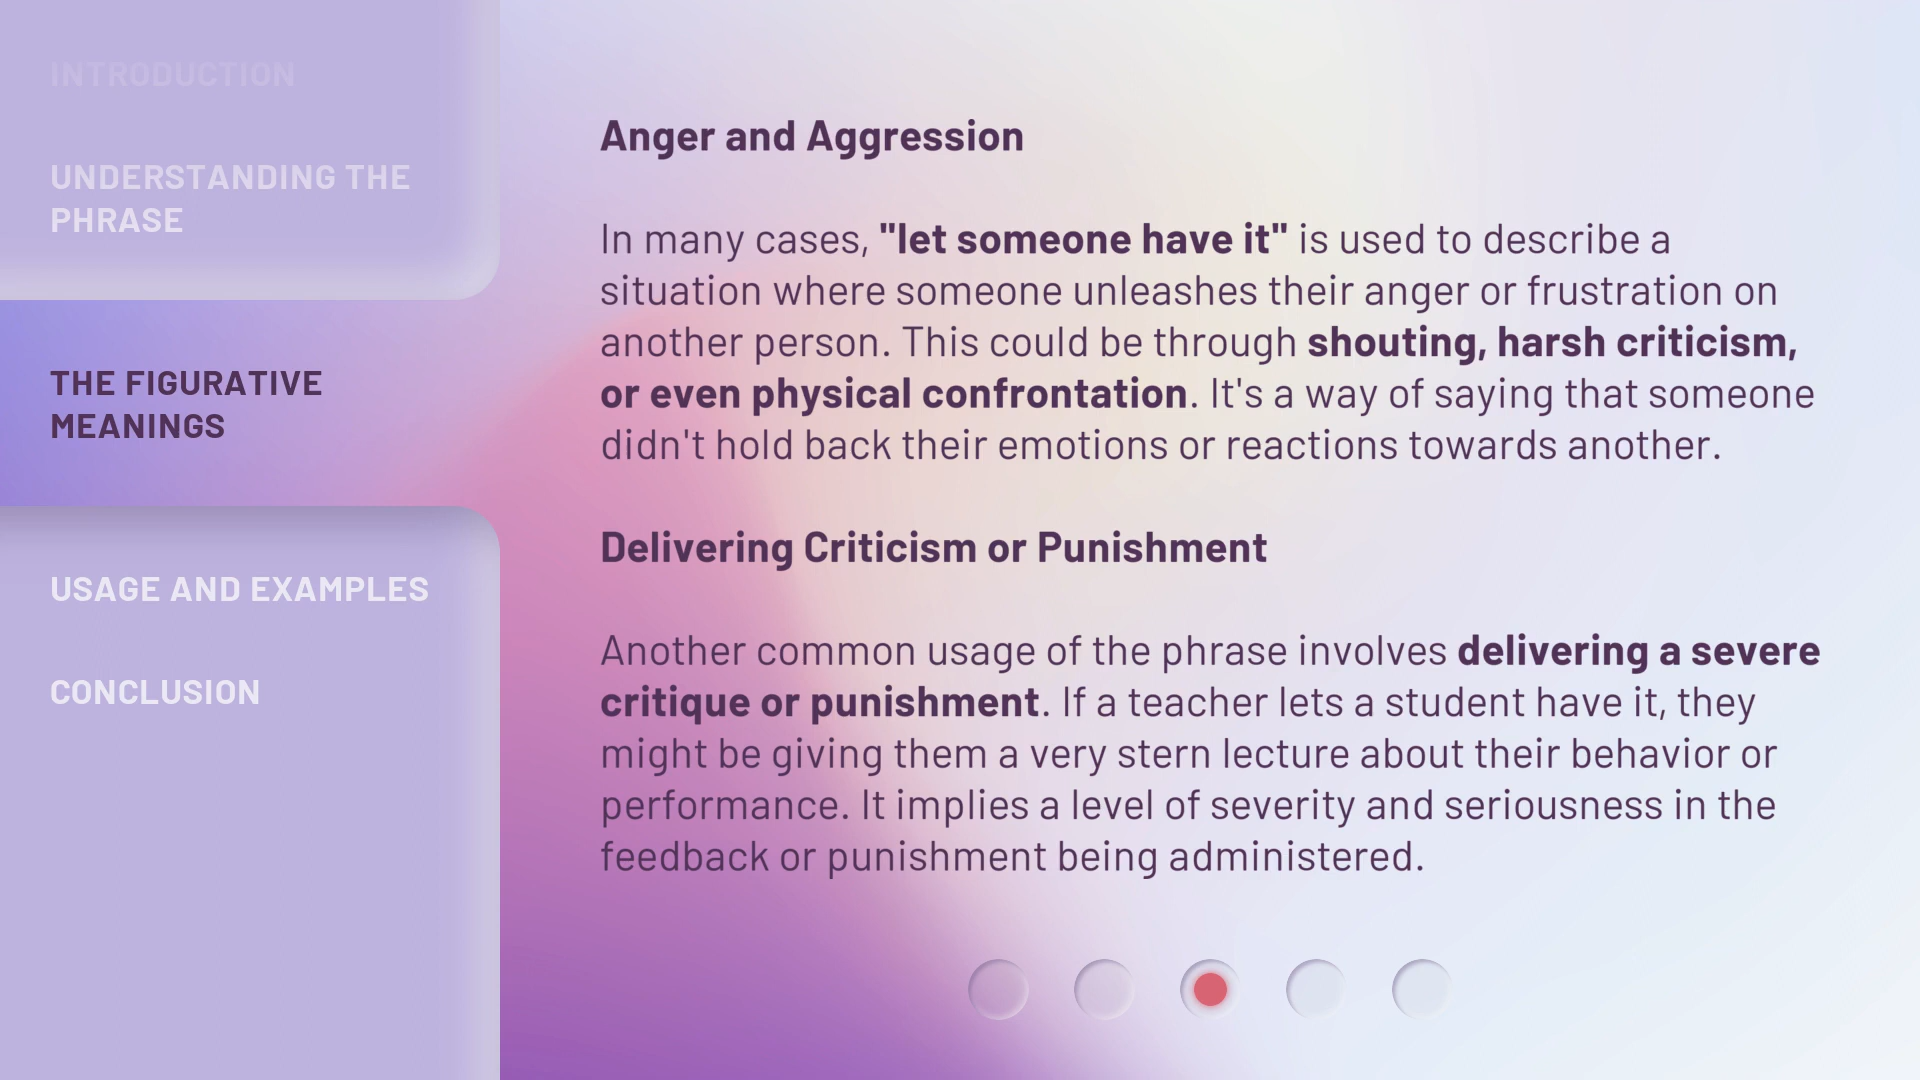 INTRODUCTION
UNDERSTANDING THE
PHRASE
THE FIGURATIVE
MEANINGS
USAGE AND EXAMPLES
CONCLUSION
Anger and Aggression
In many cases, "let someone have it" is used to describe a
situation where someone unleashes their anger or frustration on
another person. This could be through shouting, harsh criticism,
or even physical confrontation. It's a way of saying that someone
didn't hold back their emotions or reactions towards another.
Delivering Criticism or Punishment
Another common usage of the phrase involves delivering a severe
critique or punishment. If a teacher lets a student have it, they
might be giving them a very stern lecture about their behavior or
performance. It implies a level of severity and seriousness in the
feedback or punishment being administered.